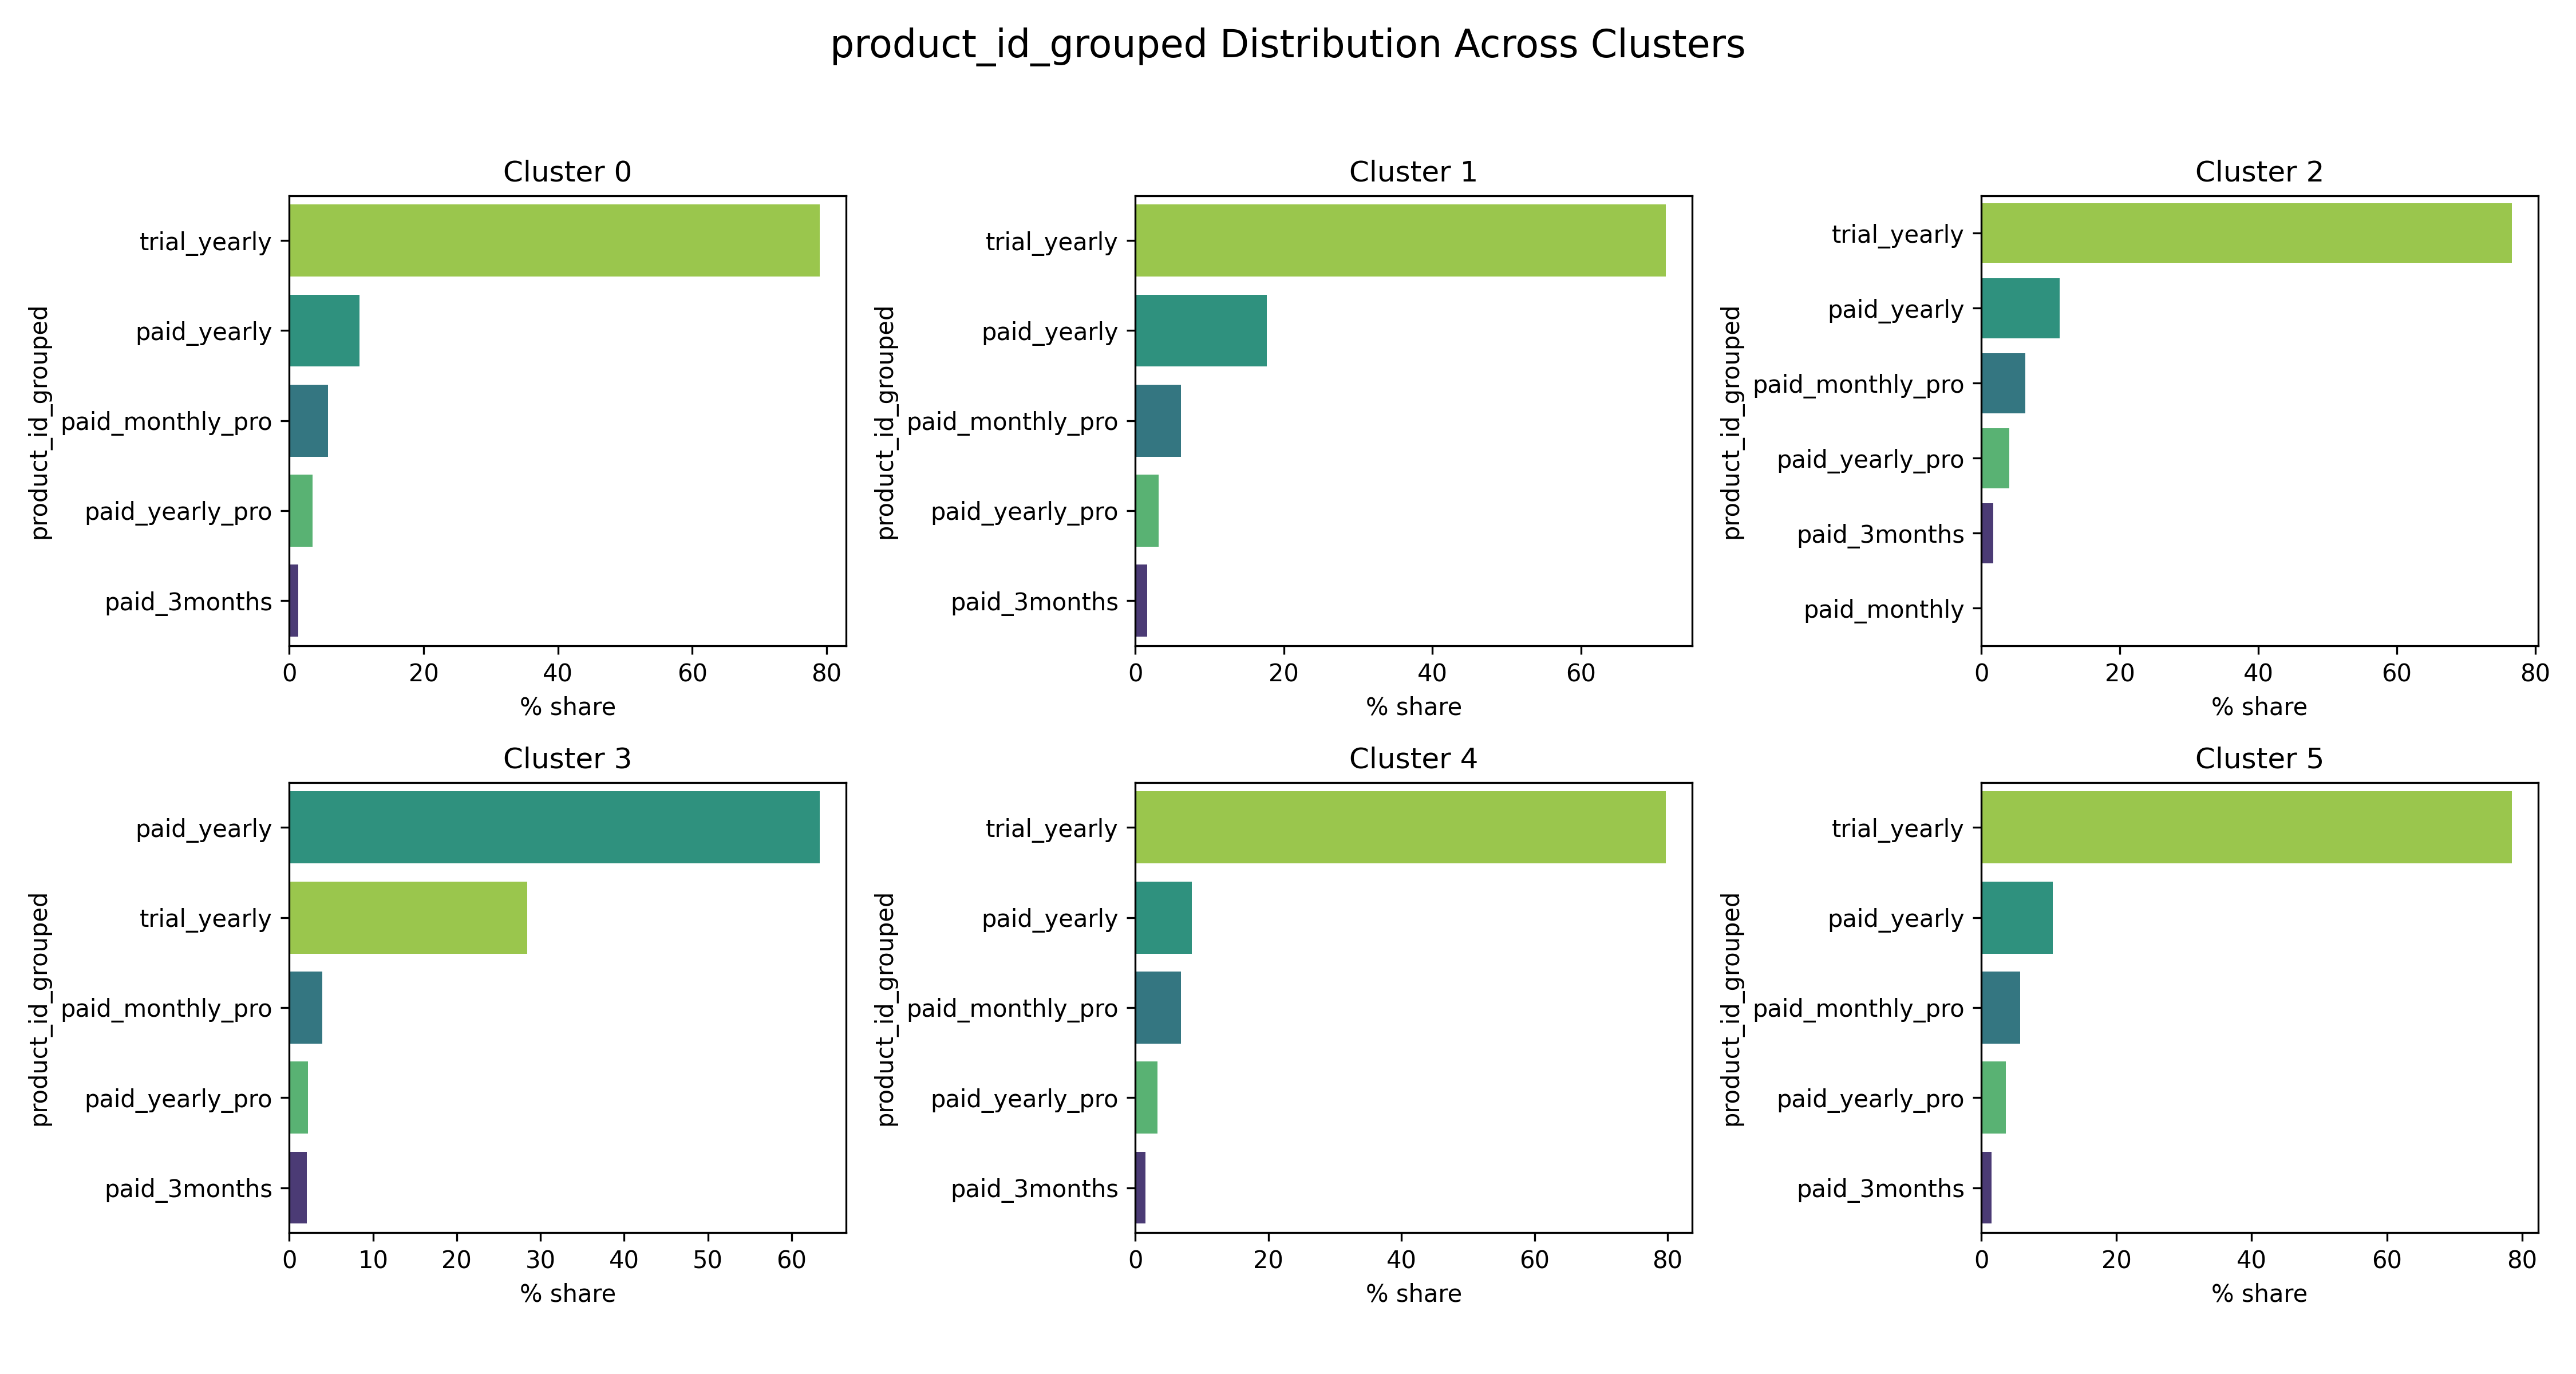 product_id_grouped Distribution Across Clusters
Cluster 0
product_id_grouped
trial_yearly
paid_yearly
paid_monthly_pro
paid_yearly_pro
paid_3months
0 20 40 60 80
% share
Cluster 1
product_id_grouped
trial_yearly
paid_yearly
paid_monthly_pro
paid_yearly_pro
paid_3months
0 20 40 60
% share
Cluster 2
product_id_grouped
trial_yearly
paid_yearly
paid_monthly_pro
paid_yearly_pro
paid_3months
paid_monthly
0 20 40 60 80
% share
Cluster 3
product_id_grouped
paid_yearly
trial_yearly
paid_monthly_pro
paid_yearly_pro
paid_3months
0 10 20 30 40 50 60
% share
Cluster 4
product_id_grouped
trial_yearly
paid_yearly
paid_monthly_pro
paid_yearly_pro
paid_3months
0 20 40 60 80
% share
Cluster 5
product_id_grouped
trial_yearly
paid_yearly
paid_monthly_pro
paid_yearly_pro
paid_3months
0 20 40 60 80
% share